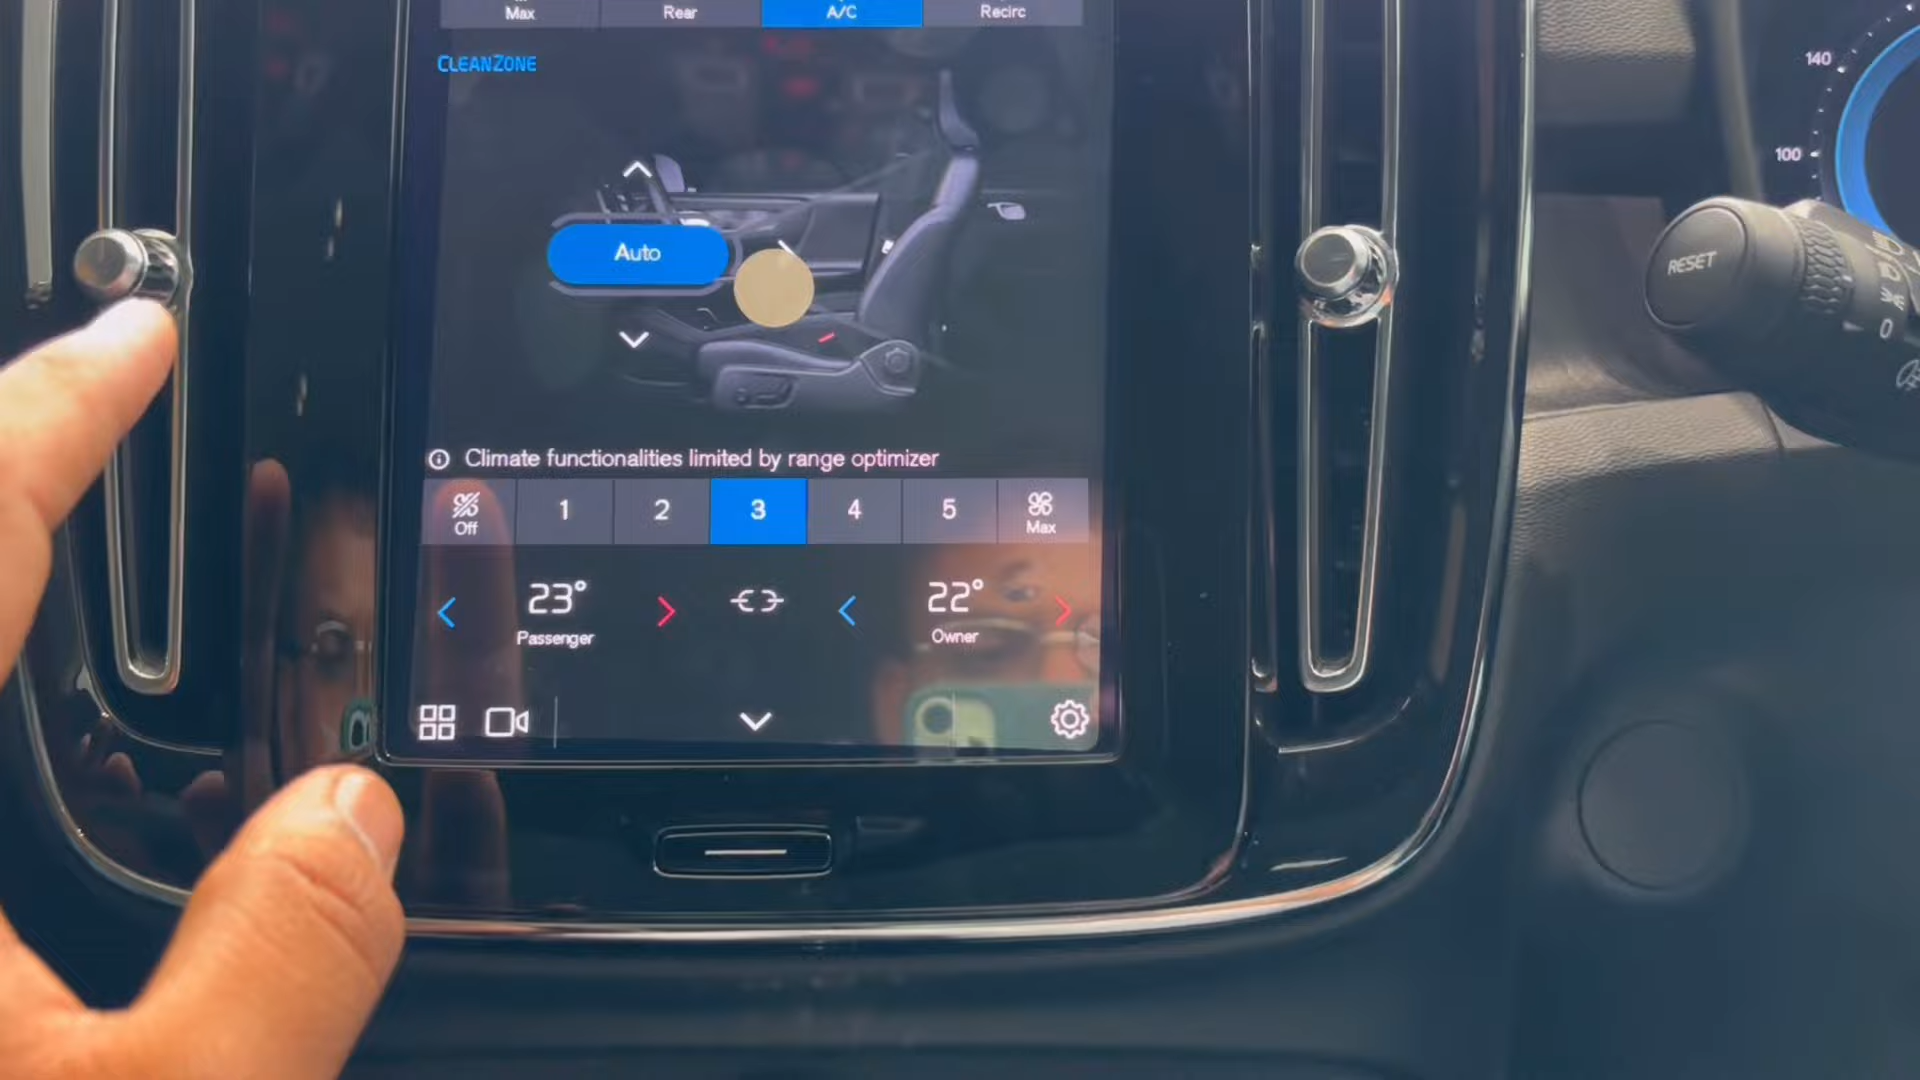 Max Rear A/C Recirc
CLEANZONE
140
100
Auto
RESET
0
Climate functionalities limited by range optimizer
Off 1 2 3 4 5 Max
23° 22°
Passenger Owner